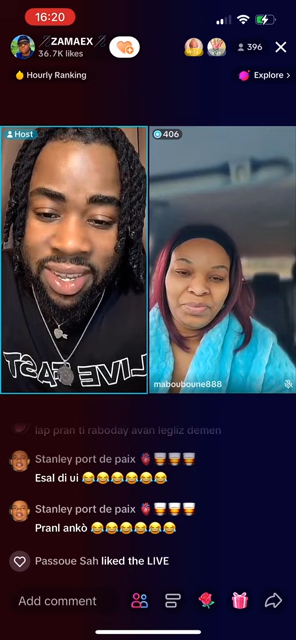 16:20
ZAMAEX
36.7K likes
396
Hourly Ranking
Explore >
Host
406
LIVE FAST
mabouboune888
lap pran ti raboday avan legliz demen
Stanley port de paix 🫀🥃🥃🥃
Esal di ui 😂😂😂😂😂😂
Stanley port de paix 🫀🥃🥃🥃
Pranl ankò 😂😂😂😂😂😂
Passoue Sah liked the LIVE
Add comment